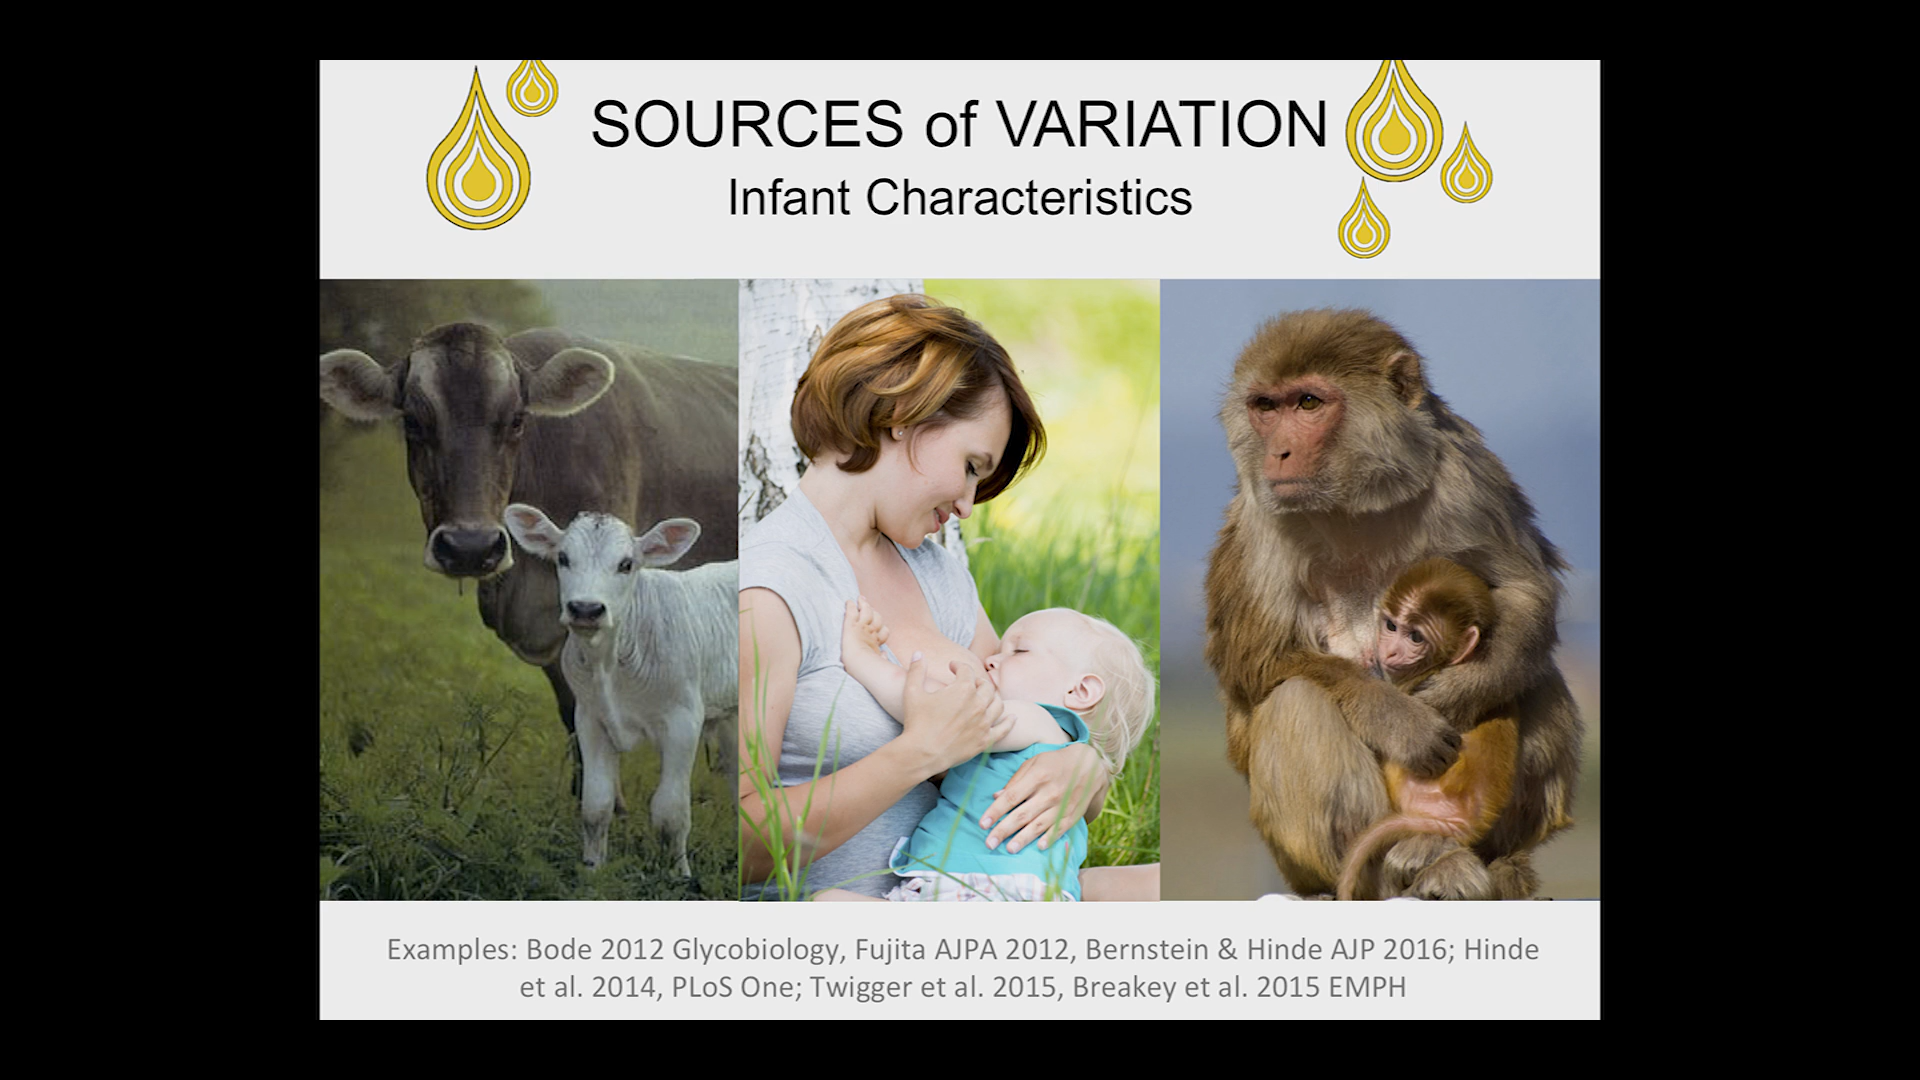 SOURCES of VARIATION
Infant Characteristics
Examples: Bode 2012 Glycobiology, Fujita AJPA 2012, Bernstein & Hinde AJP 2016; Hinde
et al. 2014, PLoS One; Twigger et al. 2015, Breakey et al. 2015 EMPH